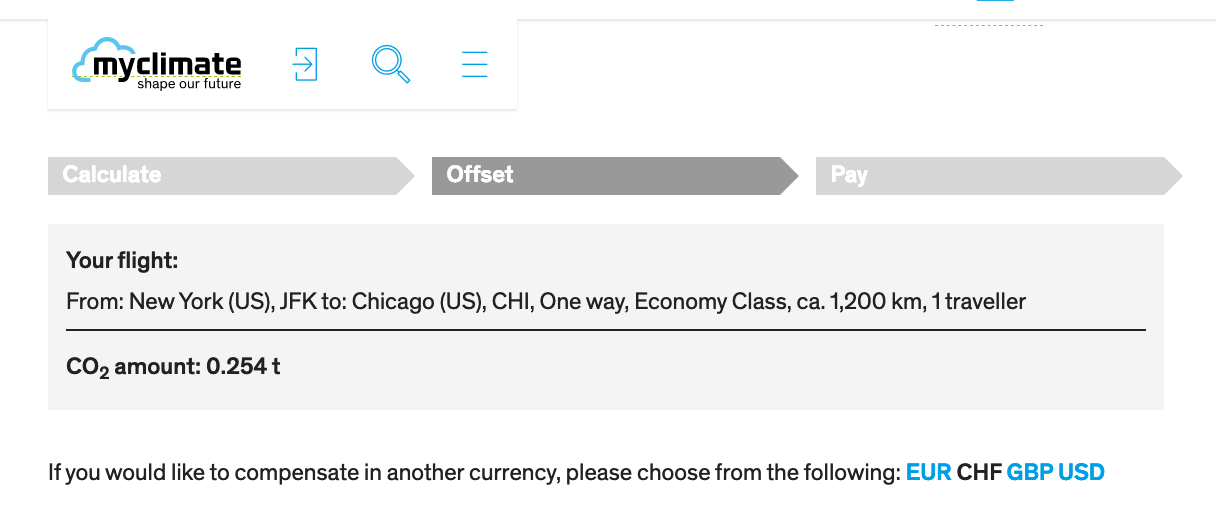 myclimate
shape our future
Calculate
Offset
Pay
Your flight:
From: New York (US), JFK to: Chicago (US), CHI, One way, Economy Class, ca. 1,200 km, 1 traveller
CO₂ amount: 0.254 t
If you would like to compensate in another currency, please choose from the following: EUR CHF GBP USD